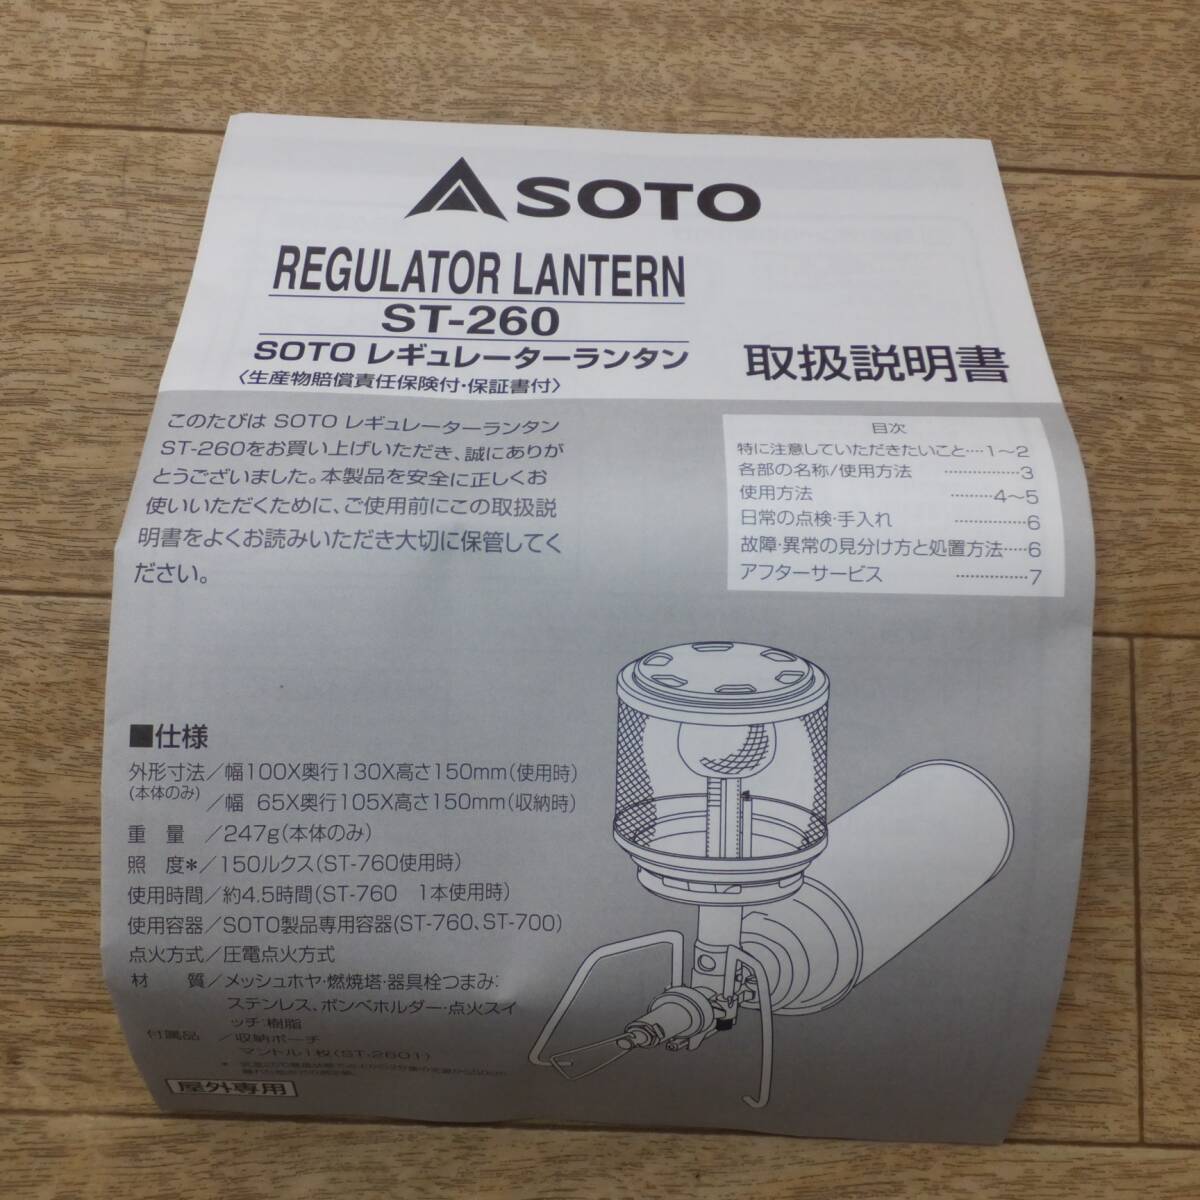 SOTO
REGULATOR LANTERN
ST-260
SOTO レギュレーターランタン
〈生産物賠償責任保険付・保証書付〉
取扱説明書
このたびは SOTO レギュレーターランタン
ST-260をお買い上げいただき、誠にありが
とうございました。本製品を安全に正しくお
使いいただくために、ご使用前にこの取扱説
明書をよくお読みいただき大切に保管してく
ださい。
目次
特に注意していただきたいこと‥‥1～2
各部の名称/使用方法 ‥‥‥‥‥‥3
使用方法 ‥‥‥4～5
日常の点検・手入れ ‥‥‥‥‥6
故障・異常の見分け方と処置方法‥‥6
アフターサービス ‥‥‥‥‥7
■仕様
外形寸法／幅100X奥行130X高さ150mm(使用時)
(本体のみ)／幅 65X奥行105X高さ150mm(収納時)
重 量 ／247g(本体のみ)
照 度*／150ルクス(ST-760使用時)
使用時間／約4.5時間(ST-760 1本使用時)
使用容器／SOTO製品専用容器(ST-760、ST-700)
点火方式／圧電点火方式
材 質／メッシュホヤ・燃焼塔・器具栓つまみ:
ステンレス、ボンベホルダー・点火スイ
ッチ:樹脂
付属品 ／収納ポーチ
マントル1枚(ST-2601)
屋外専用